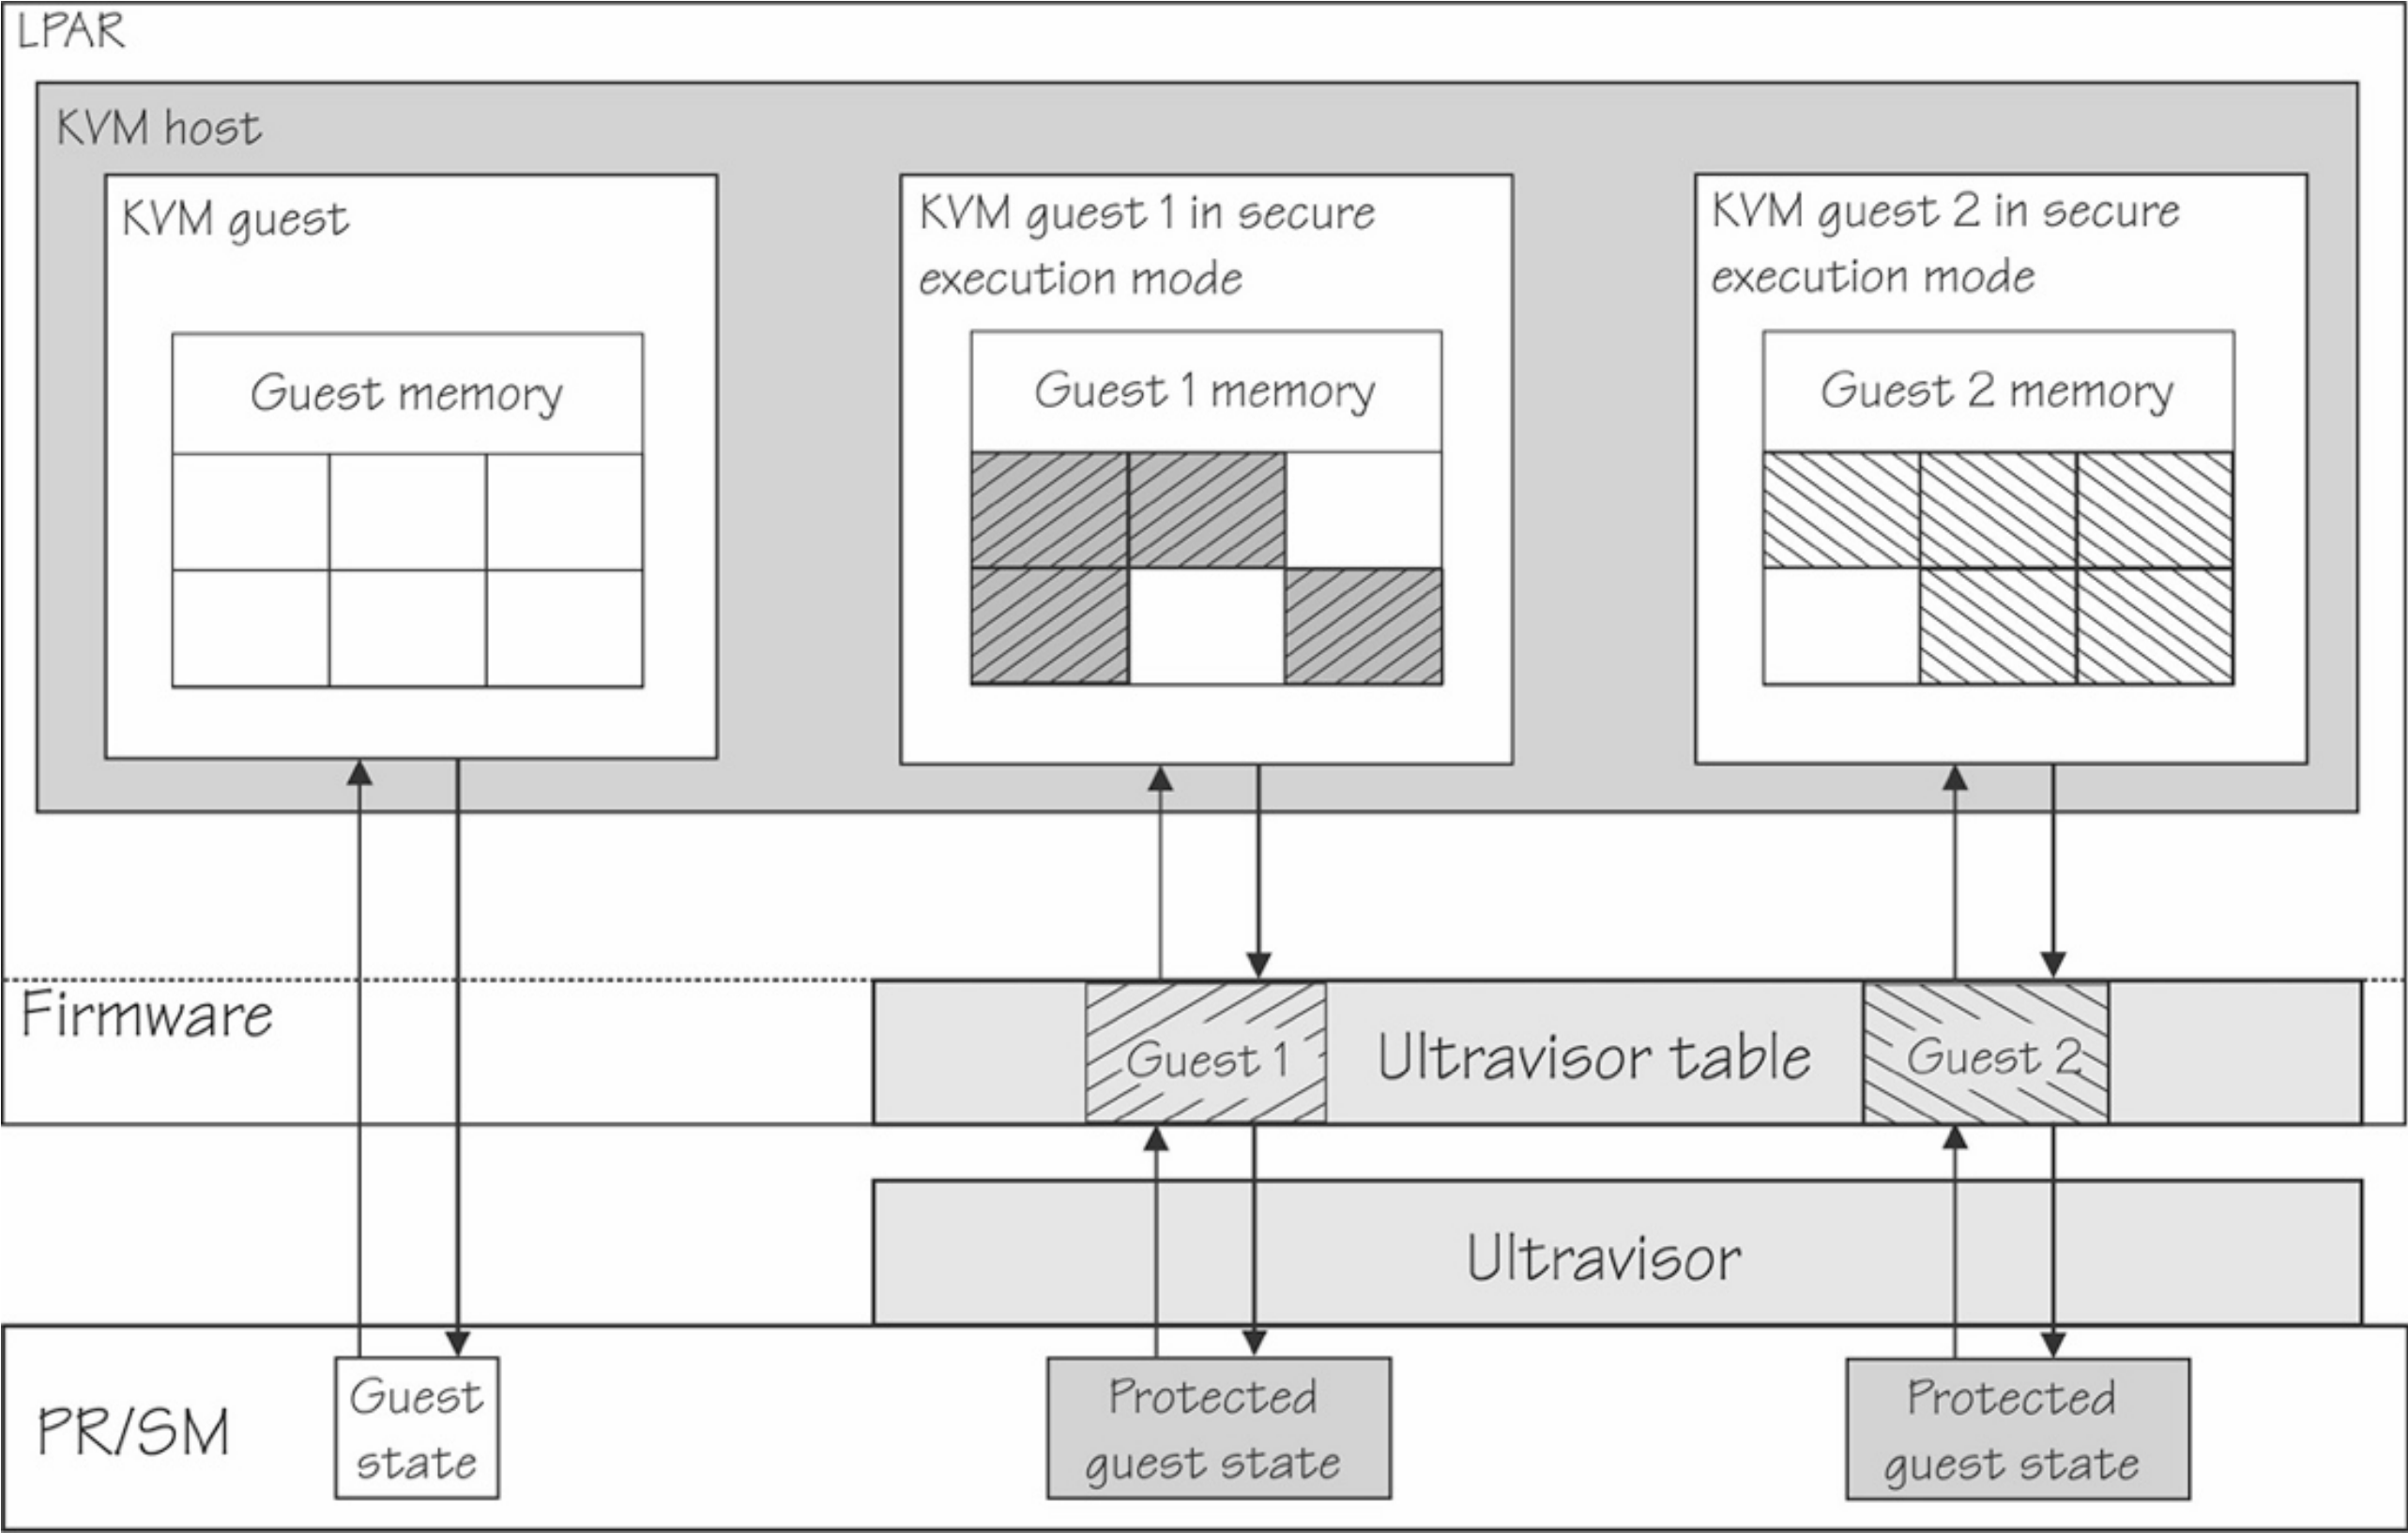 LPAR
KVM host
KVM guest
Guest memory
KVM guest 1 in secure
execution mode
Guest 1 memory
KVM guest 2 in secure
execution mode
Guest 2 memory
Firmware
Guest 1
Ultravisor table
Guest 2
Ultravisor
PR/SM
Guest
state
Protected
guest state
Protected
guest state